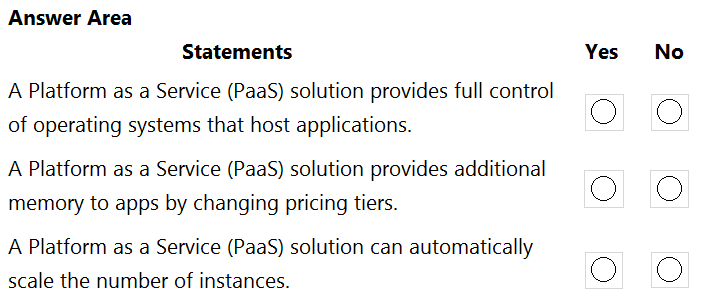 Answer Area
Statements Yes No
A Platform as a Service (PaaS) solution provides full control
of operating systems that host applications.
A Platform as a Service (PaaS) solution provides additional
memory to apps by changing pricing tiers.
A Platform as a Service (PaaS) solution can automatically
scale the number of instances.